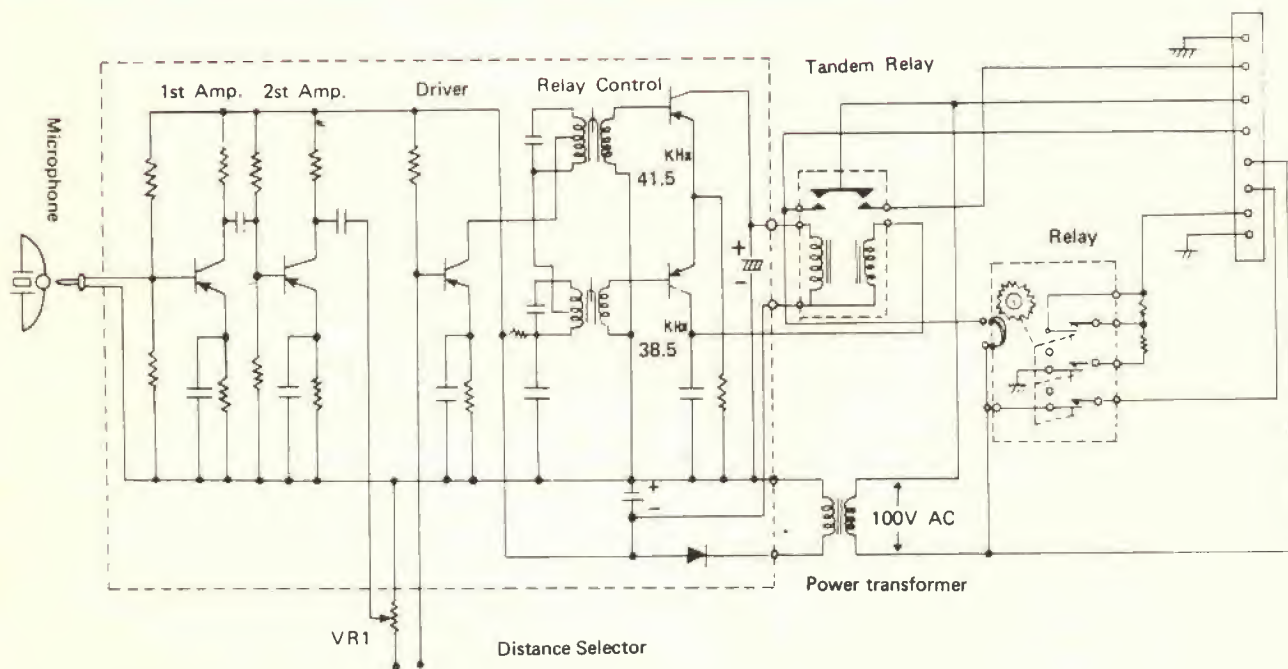 Microphone
1st Amp.
2st Amp.
Driver
Relay Control
KHz
41.5
KHz
38.5
+
-
+
-
Tandem Relay
Relay
100V AC
Power transformer
VR1
Distance Selector